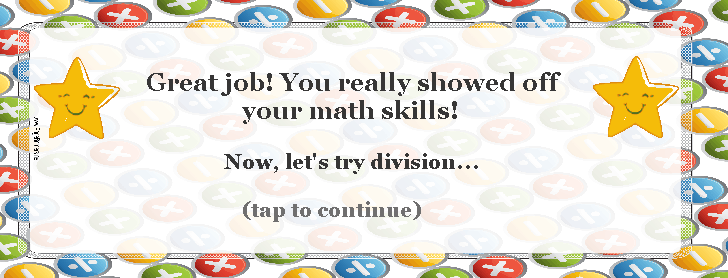 Great job! You really showed off
your math skills!
Now, let's try division...
(tap to continue)